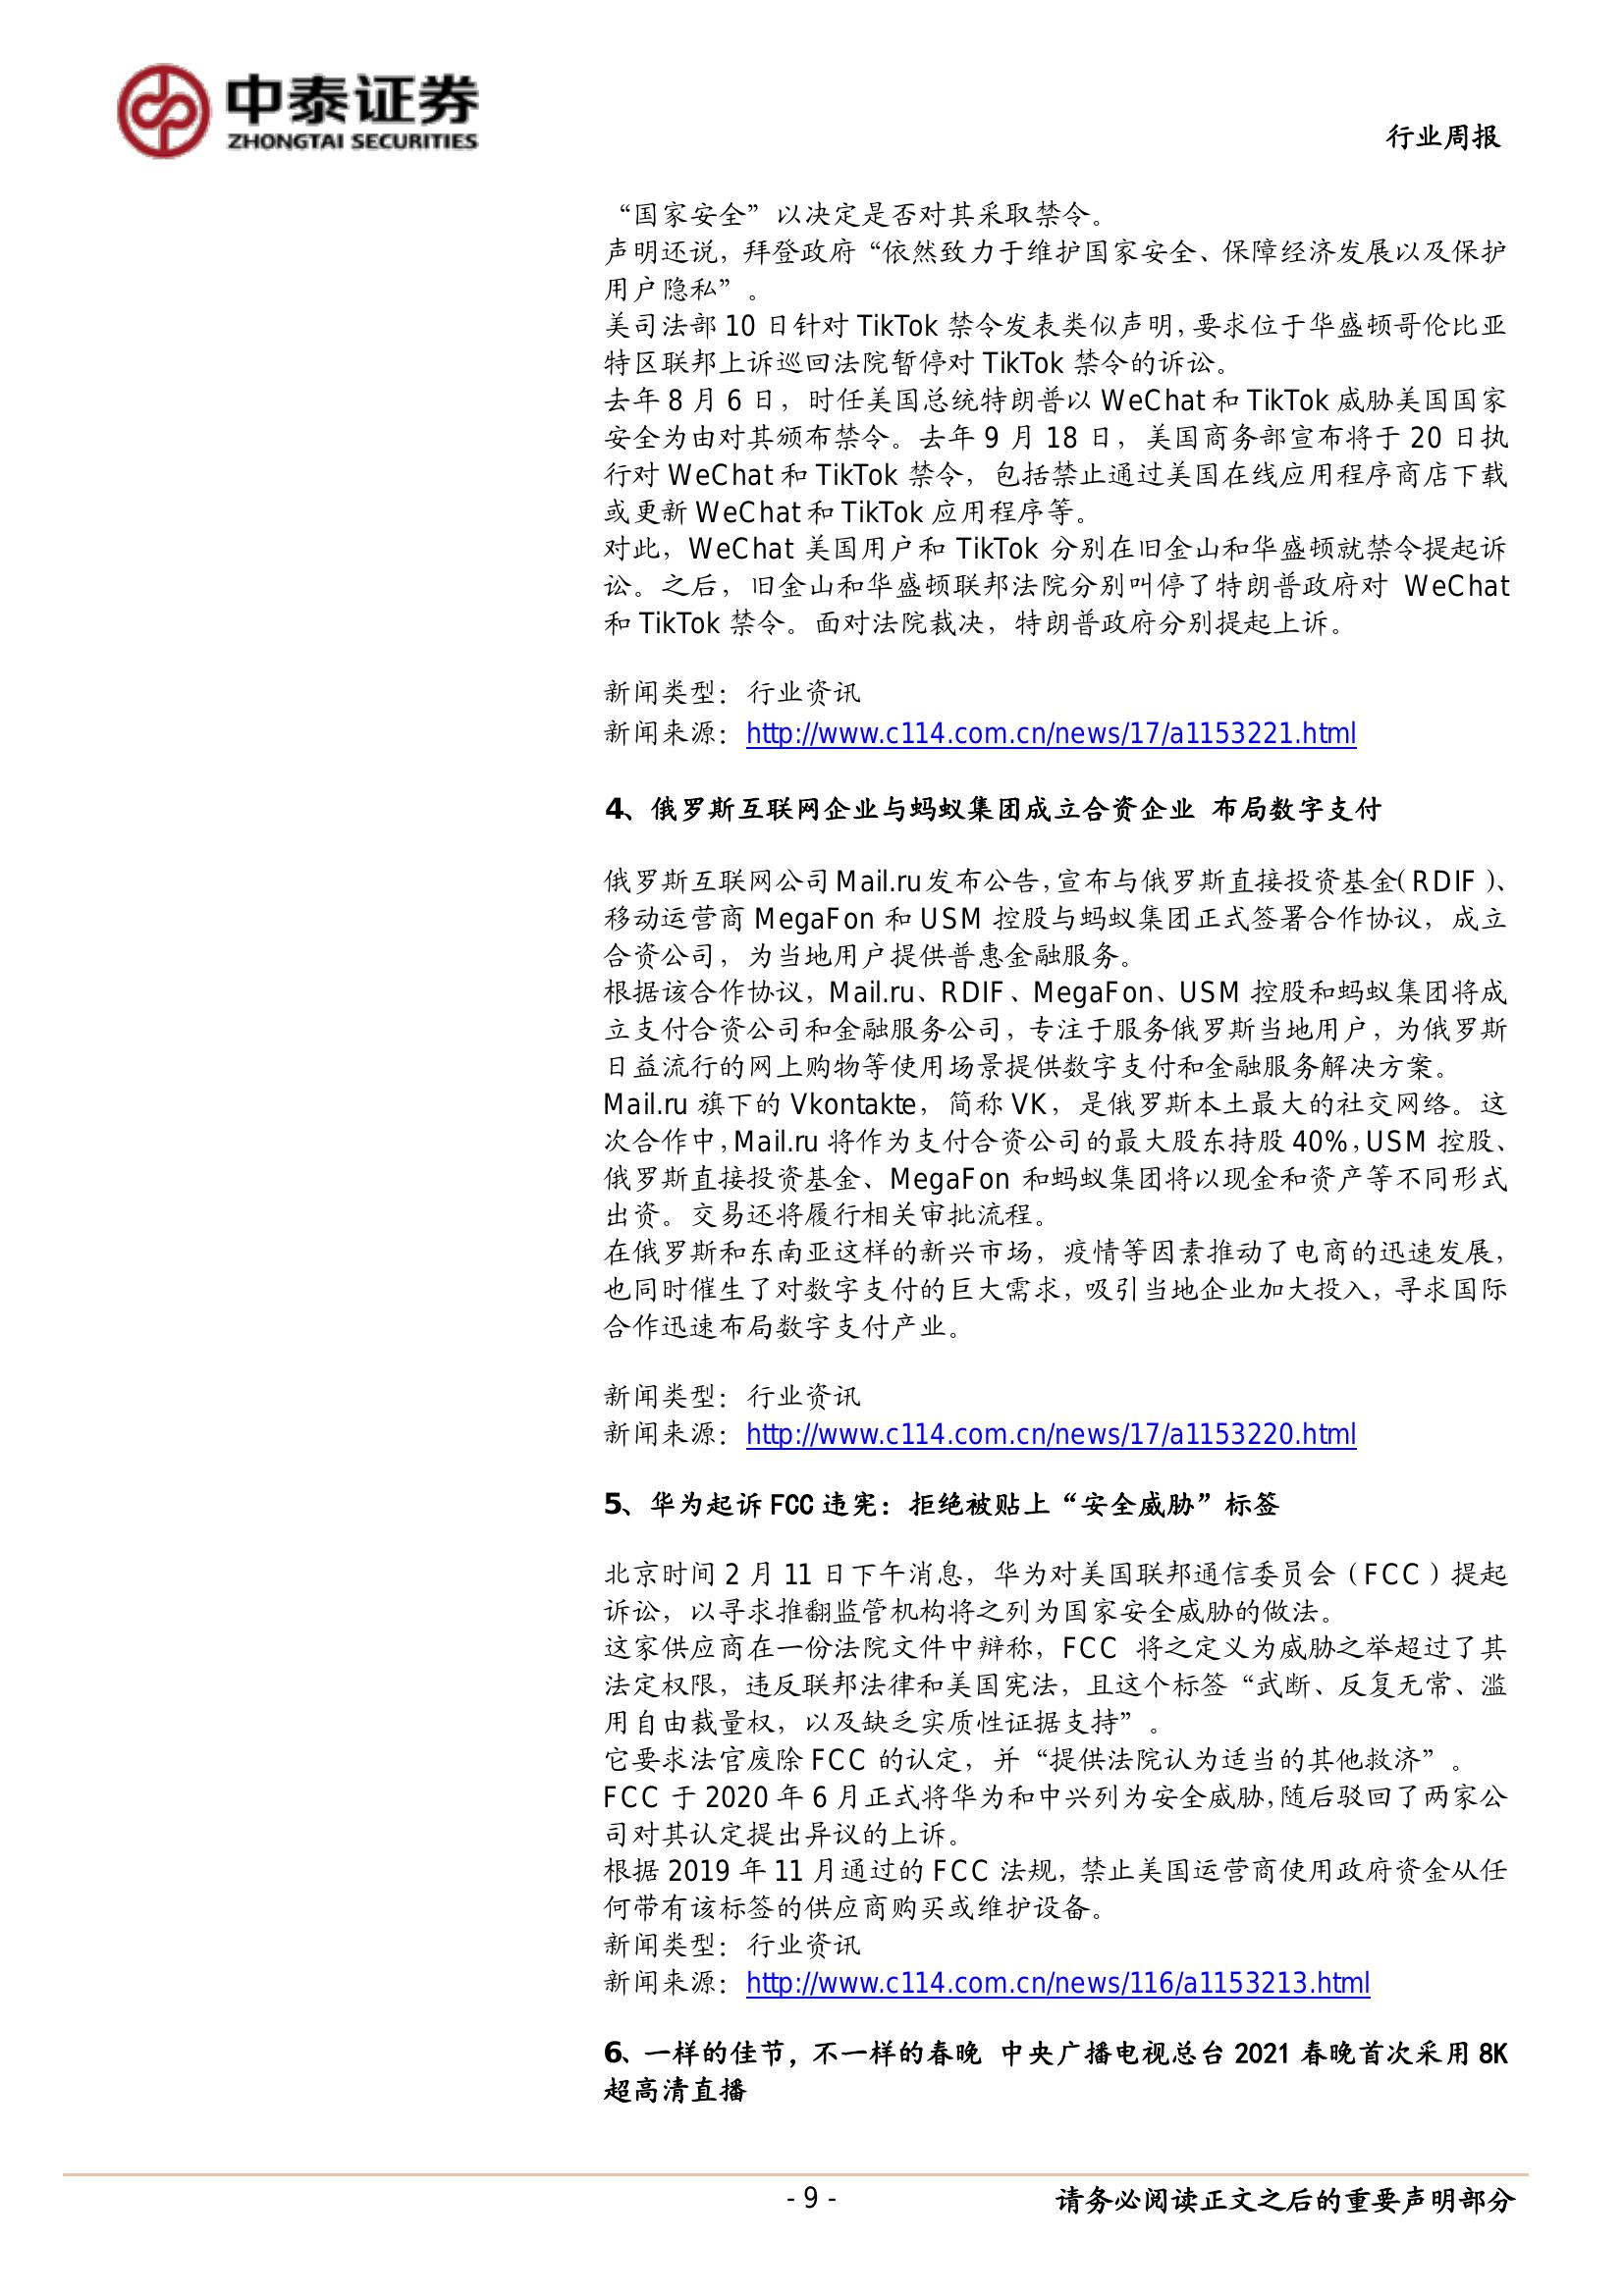 中泰证券
ZHONGTAI SECURITIES
行业周报
“国家安全”以决定是否对其采取禁令。
声明还说，拜登政府“依然致力于维护国家安全、保障经济发展以及保护
用户隐私”。
美司法部 10 日针对 TikTok 禁令发表类似声明，要求位于华盛顿哥伦比亚
特区联邦上诉巡回法院暂停对 TikTok 禁令的诉讼。
去年 8 月 6 日，时任美国总统特朗普以 WeChat 和 TikTok 威胁美国国家
安全为由对其颁布禁令。去年 9 月 18 日，美国商务部宣布将于 20 日执
行对 WeChat 和 TikTok 禁令，包括禁止通过美国在线应用程序商店下载
或更新 WeChat 和 TikTok 应用程序等。
对此，WeChat 美国用户和 TikTok 分别在旧金山和华盛顿就禁令提起诉
讼。之后，旧金山和华盛顿联邦法院分别叫停了特朗普政府对 WeChat
和 TikTok 禁令。面对法院裁决，特朗普政府分别提起上诉。
新闻类型：行业资讯
新闻来源：http://www.c114.com.cn/news/17/a1153221.html
4、俄罗斯互联网企业与蚂蚁集团成立合资企业 布局数字支付
俄罗斯互联网公司 Mail.ru 发布公告，宣布与俄罗斯直接投资基金（RDIF）、
移动运营商 MegaFon 和 USM 控股与蚂蚁集团正式签署合作协议，成立
合资公司，为当地用户提供普惠金融服务。
根据该合作协议，Mail.ru、RDIF、MegaFon、USM 控股和蚂蚁集团将成
立支付合资公司和金融服务公司，专注于服务俄罗斯当地用户，为俄罗斯
日益流行的网上购物等使用场景提供数字支付和金融服务解决方案。
Mail.ru 旗下的 Vkontakte，简称 VK，是俄罗斯本土最大的社交网络。这
次合作中，Mail.ru 将作为支付合资公司的最大股东持股 40%，USM 控股、
俄罗斯直接投资基金、MegaFon 和蚂蚁集团将以现金和资产等不同形式
出资。交易还将履行相关审批流程。
在俄罗斯和东南亚这样的新兴市场，疫情等因素推动了电商的迅速发展，
也同时催生了对数字支付的巨大需求，吸引当地企业加大投入，寻求国际
合作迅速布局数字支付产业。
新闻类型：行业资讯
新闻来源：http://www.c114.com.cn/news/17/a1153220.html
5、华为起诉 FCC 违宪：拒绝被贴上“安全威胁”标签
北京时间 2 月 11 日下午消息，华为对美国联邦通信委员会（FCC）提起
诉讼，以寻求推翻监管机构将之列为国家安全威胁的做法。
这家供应商在一份法院文件中辩称，FCC 将之定义为威胁之举超过了其
法定权限，违反联邦法律和美国宪法，且这个标签“武断、反复无常、滥
用自由裁量权，以及缺乏实质性证据支持”。
它要求法官废除 FCC 的认定，并“提供法院认为适当的其他救济”。
FCC 于 2020 年 6 月正式将华为和中兴列为安全威胁，随后驳回了两家公
司对其认定提出异议的上诉。
根据 2019 年 11 月通过的 FCC 法规，禁止美国运营商使用政府资金从任
何带有该标签的供应商购买或维护设备。
新闻类型：行业资讯
新闻来源：http://www.c114.com.cn/news/116/a1153213.html
6、一样的佳节，不一样的春晚 中央广播电视总台 2021 春晚首次采用 8K
超高清直播
- 9 -
请务必阅读正文之后的重要声明部分